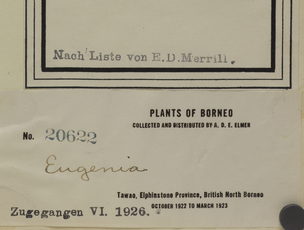 Nach Liste von E.D.Merrill.
PLANTS OF BORNEO
COLLECTED AND DISTRIBUTED BY A. D. E. ELMER
No. 20622
Eugenia
Tawao, Elphinstone Province, British North Borneo
OCTOBER 1922 TO MARCH 1923
Zugegangen VI. 1926.